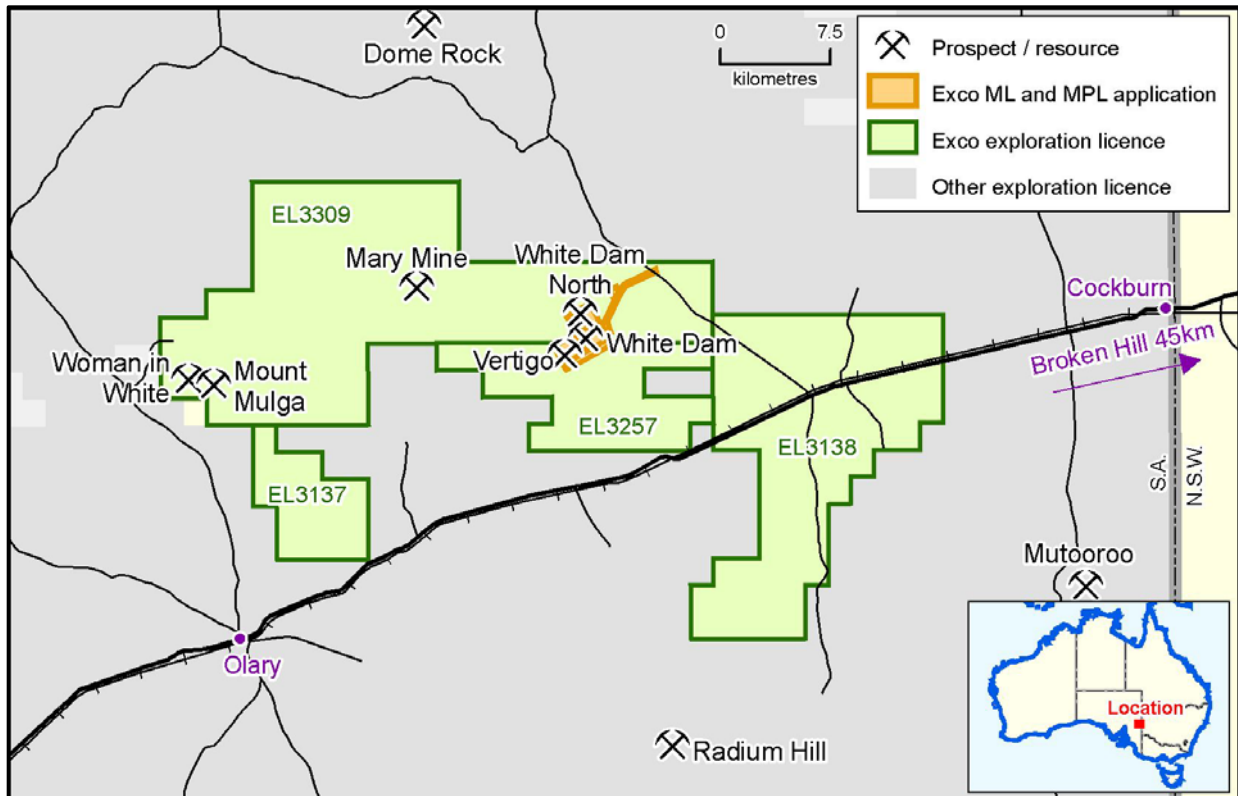 Dome Rock
0 7.5
kilometres
Prospect / resource
Exco ML and MPL application
Exco exploration licence
Other exploration licence
EL3309
Mary Mine
White Dam
North
White Dam
Vertigo
Woman in
White
Mount
Mulga
EL3257
EL3138
EL3137
Cockburn
Broken Hill 45km
S.A.
N.S.W.
Mutooroo
Olary
Radium Hill
Location